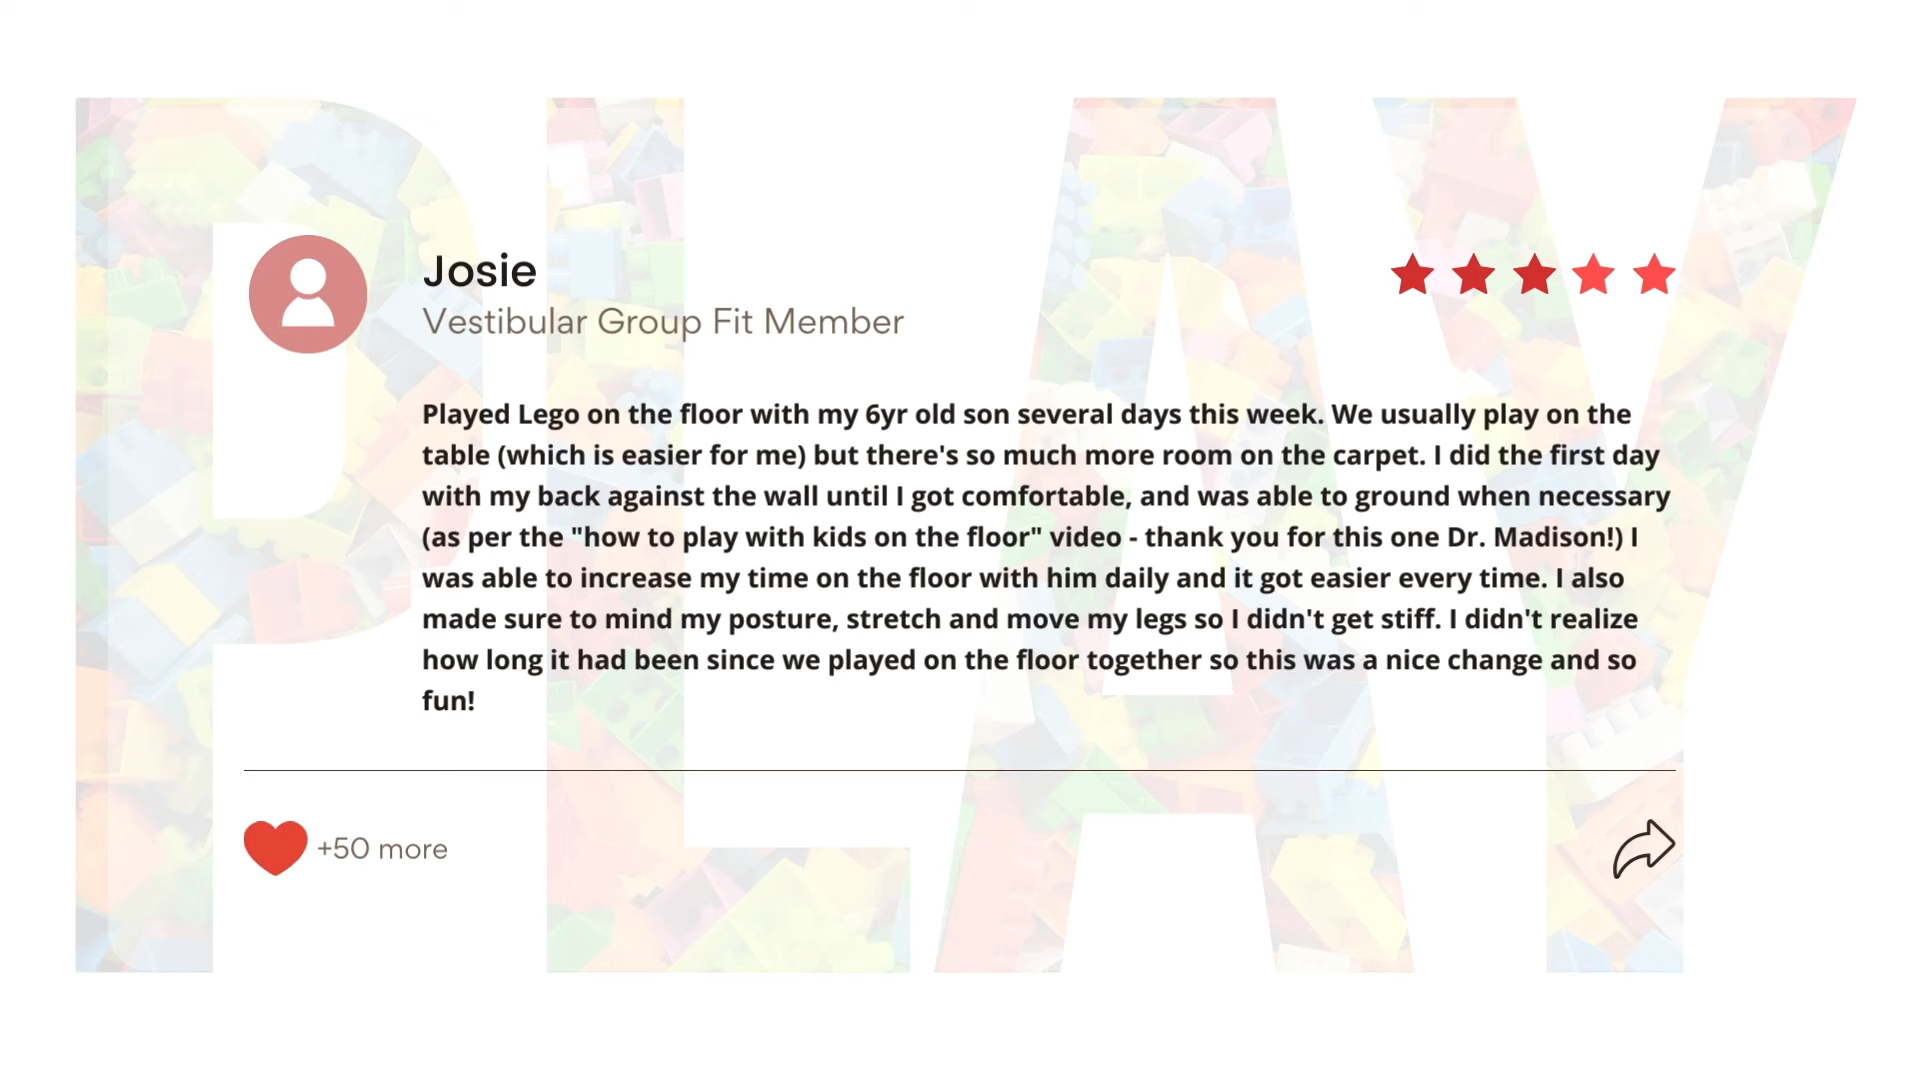 PLAY
Josie
Vestibular Group Fit Member
Played Lego on the floor with my 6yr old son several days this week. We usually play on the
table (which is easier for me) but there's so much more room on the carpet. I did the first day
with my back against the wall until I got comfortable, and was able to ground when necessary
(as per the "how to play with kids on the floor" video - thank you for this one Dr. Madison!) I
was able to increase my time on the floor with him daily and it got easier every time. I also
made sure to mind my posture, stretch and move my legs so I didn't get stiff. I didn't realize
how long it had been since we played on the floor together so this was a nice change and so
fun!
+50 more